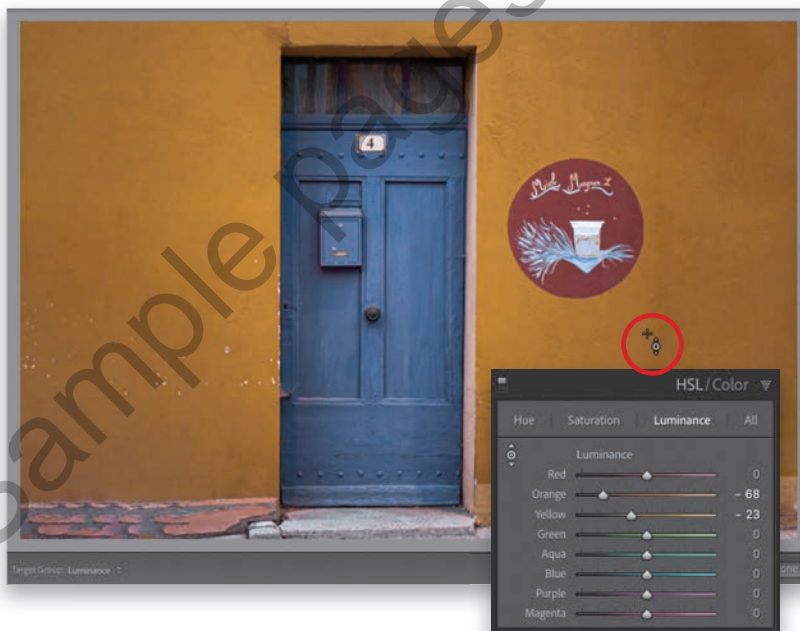 Sample pages
4
HSL / Color
Hue Saturation Luminance All
Luminance
Red 0
Orange - 68
Yellow - 23
Green 0
Aqua 0
Blue 0
Purple 0
Magenta 0
Target Group: Luminance